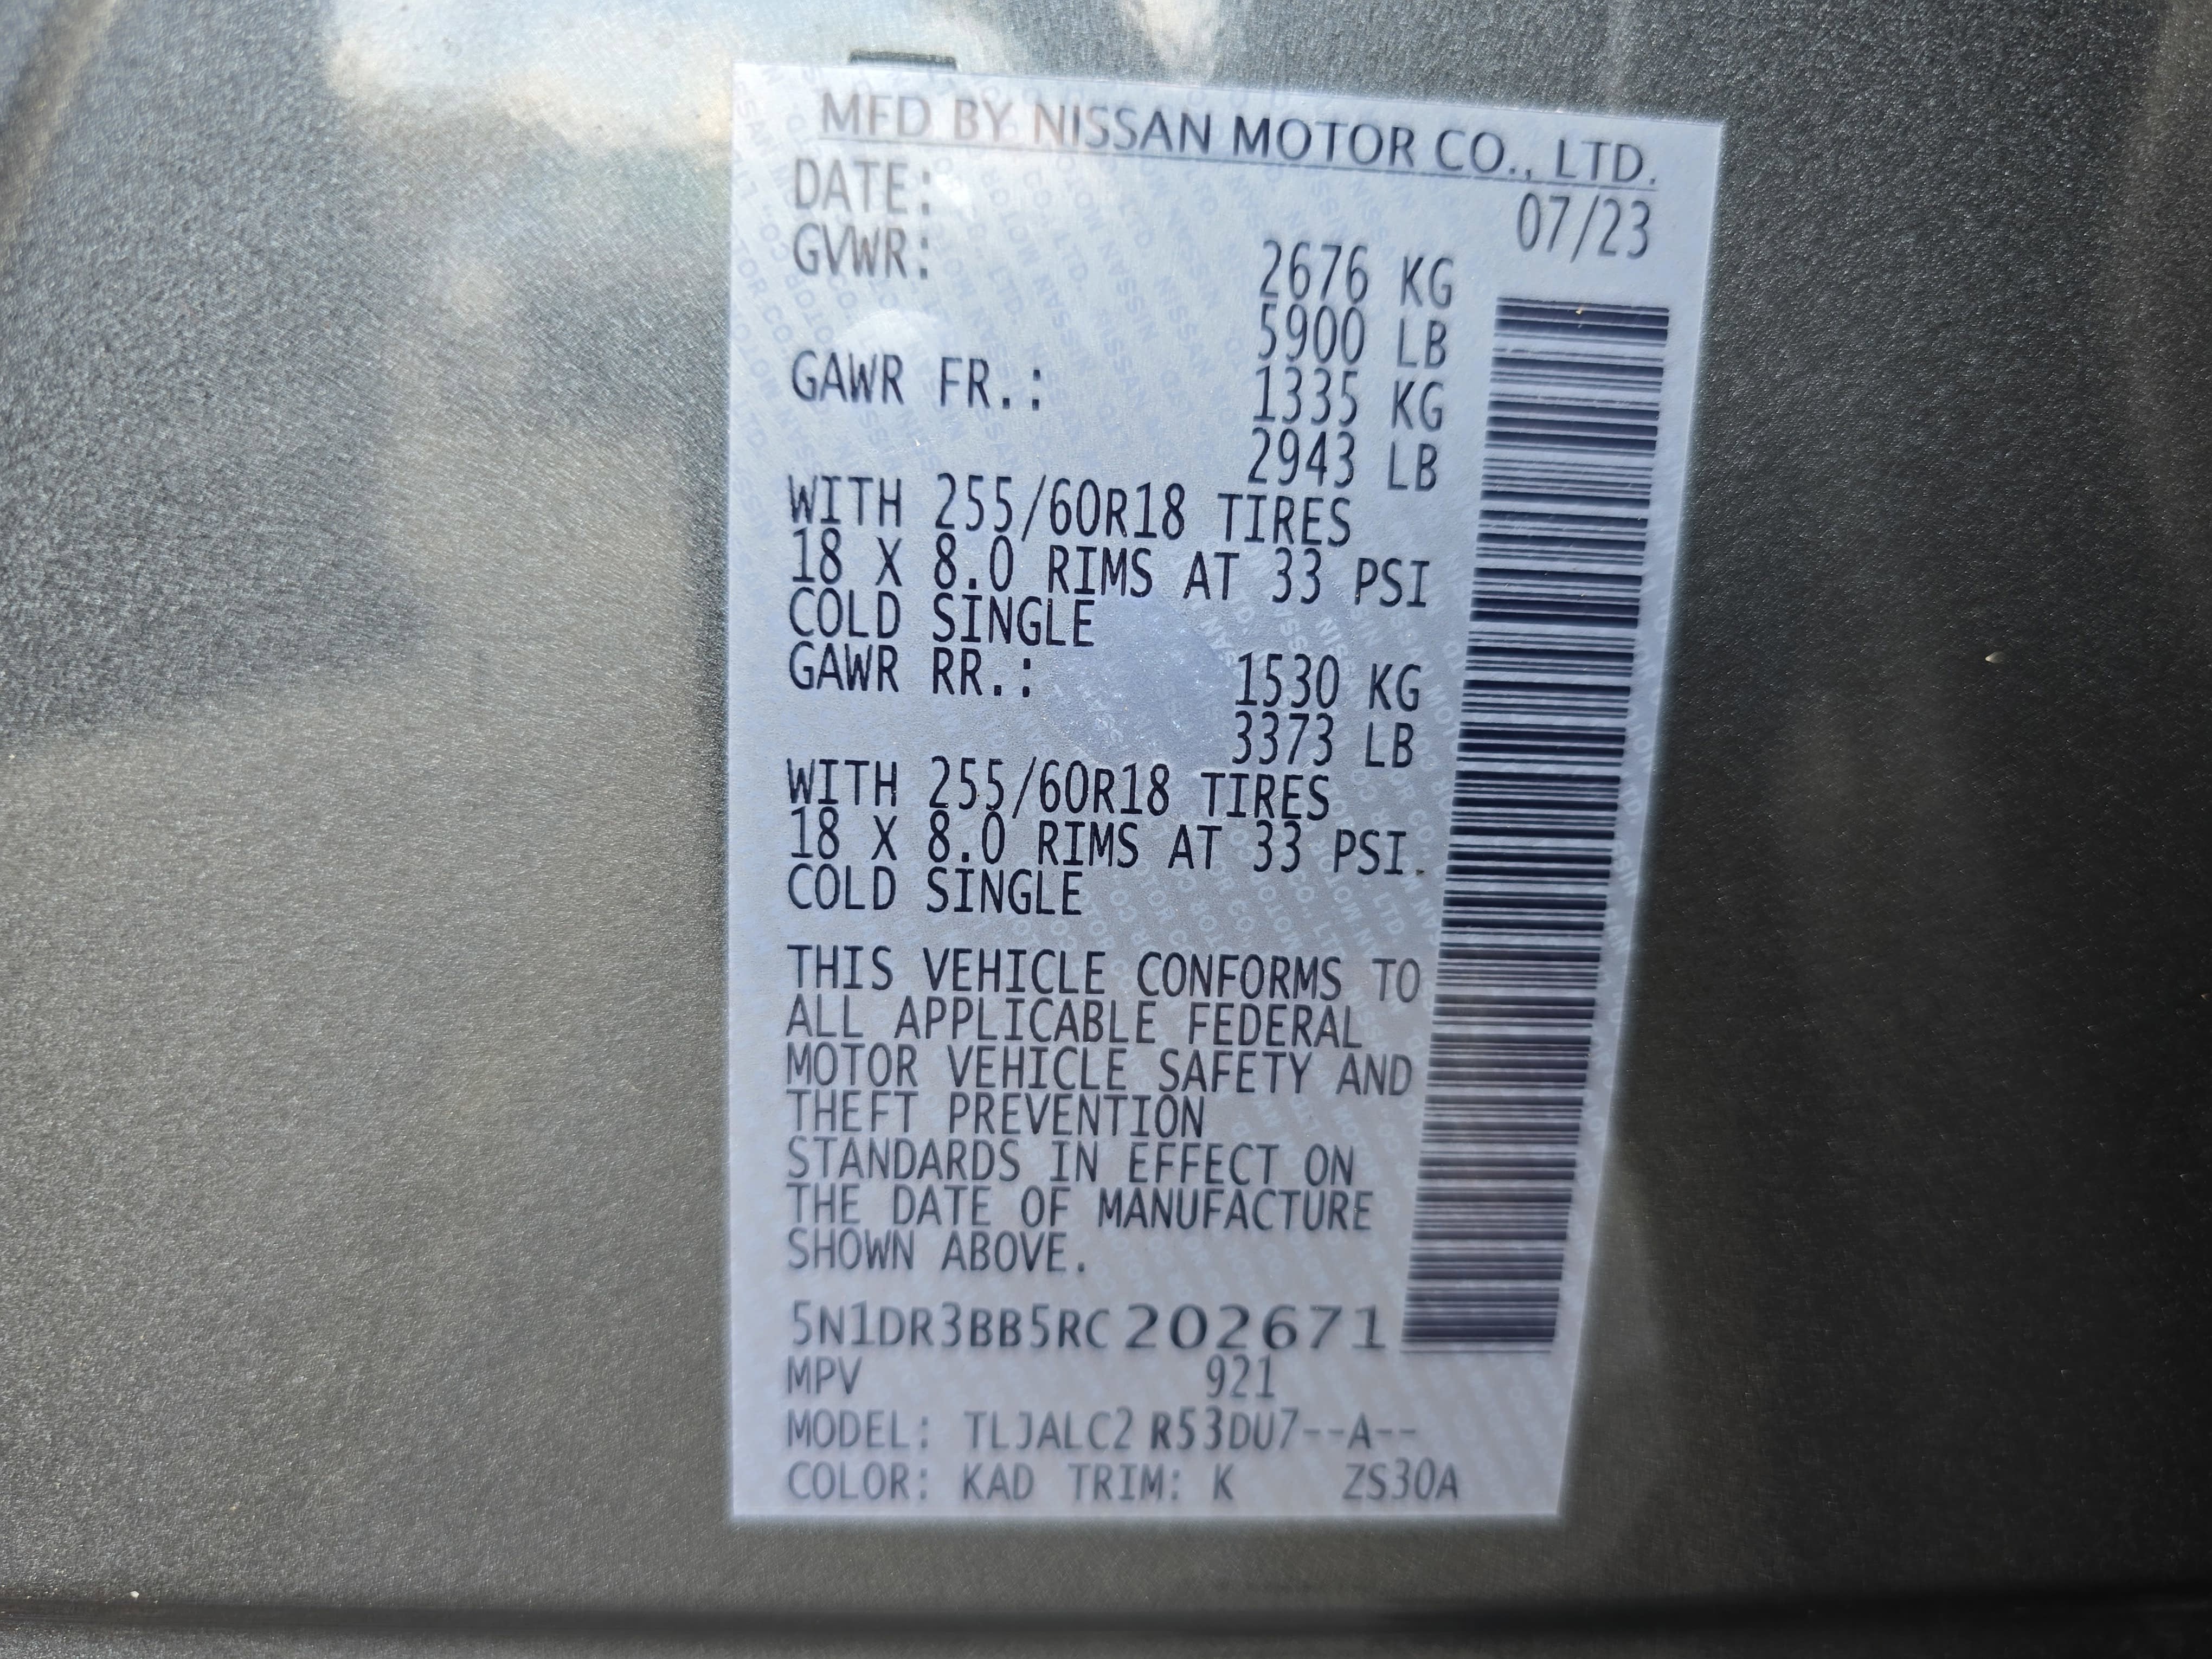 MFD BY NISSAN MOTOR CO., LTD.
DATE: 07/23
GVWR: 2676 KG
5900 LB
GAWR FR.: 1335 KG
2943 LB
WITH 255/60R18 TIRES
18 X 8.0 RIMS AT 33 PSI
COLD SINGLE
GAWR RR.: 1530 KG
3373 LB
WITH 255/60R18 TIRES
18 X 8.0 RIMS AT 33 PSI
COLD SINGLE
THIS VEHICLE CONFORMS TO
ALL APPLICABLE FEDERAL
MOTOR VEHICLE SAFETY AND
THEFT PREVENTION
STANDARDS IN EFFECT ON
THE DATE OF MANUFACTURE
SHOWN ABOVE.
5N1DR3BB5RC202671
MPV 921
MODEL: TLJALC2 R53DU7--A--
COLOR: KAD TRIM: K ZS30A